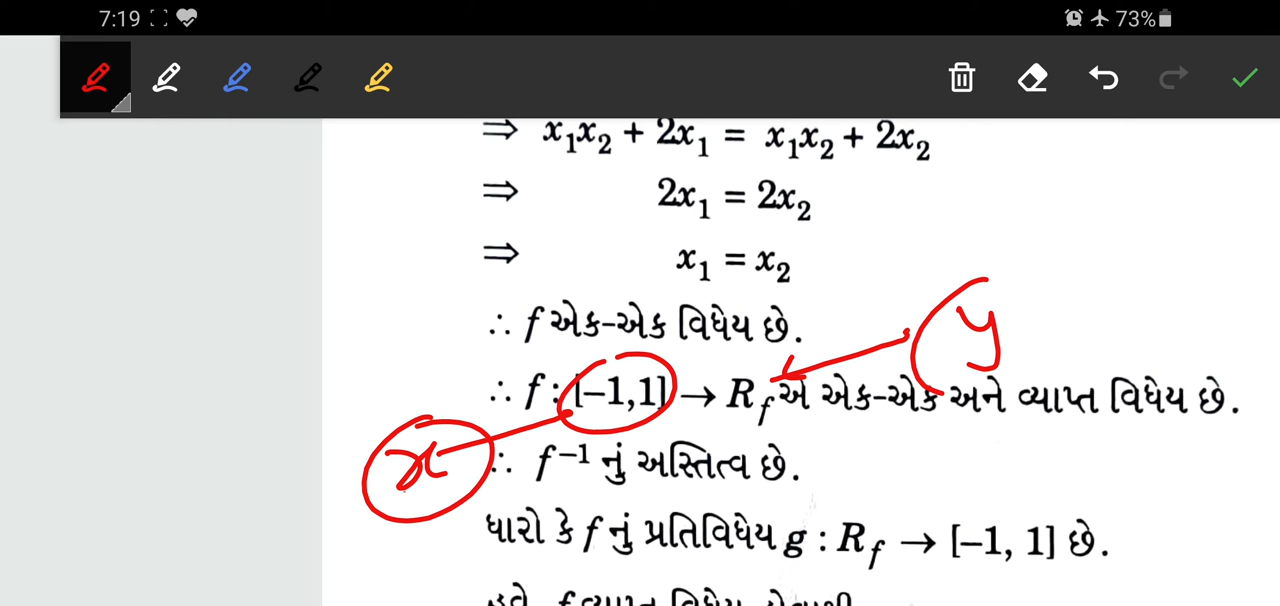 7:19 73%
⇒ x₁x₂ + 2x₁ = x₁x₂ + 2x₂
⇒ 2x₁ = 2x₂
⇒ x₁ = x₂
∴ f એક-એક વિધેય છે.
y
∴ f : [−1,1] → R_f એ એક-એક અને વ્યાપ્ત વિધેય છે.
x
∴ f⁻¹ નું અસ્તિત્વ છે.
ધારો કે f નું પ્રતિવિધેય g : R_f → [−1, 1] છે.